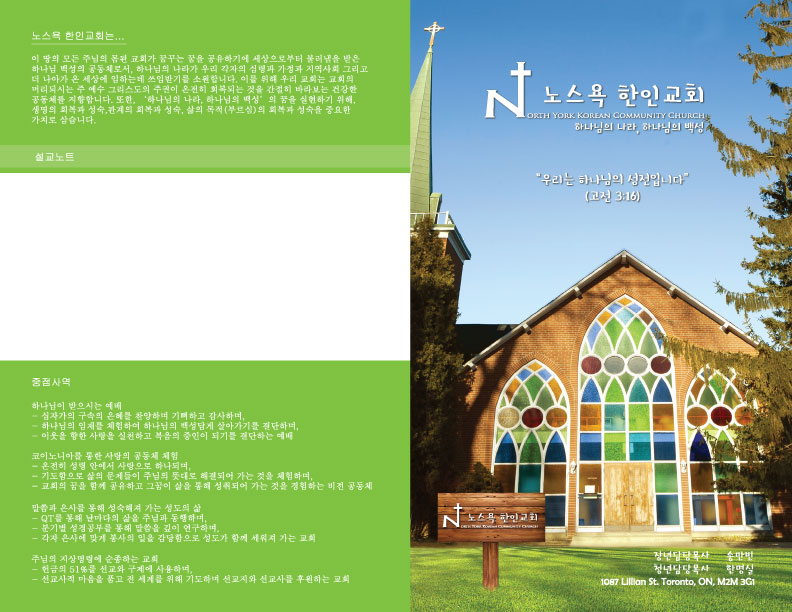 노스욕 한인교회는...
이 땅의 모든 주님의 몸된 교회가 꿈꾸는 꿈을 공유하기에 세상으로부터 불러냄을 받은
하나님 백성의 공동체로서, 하나님의 나라가 우리 각자의 심령과 가정과 지역사회 그리고
더 나아가 온 세상에 임하는데 쓰임받기를 소원합니다. 이를 위해 우리 교회는 교회의
머리되시는 주 예수 그리스도의 주권이 온전히 회복되는 것을 간절히 바라보는 건강한
공동체를 지향합니다. 또한, ‘하나님의 나라, 하나님의 백성’의 꿈을 실현하기 위해,
생명의 회복과 성숙,관계의 회복과 성숙, 삶의 목적(부르심)의 회복과 성숙을 중요한
가치로 삼습니다.
설교노트
중점사역
하나님이 받으시는 예배
- 십자가의 구속의 은혜를 찬양하며 기뻐하고 감사하며,
- 하나님의 임재를 체험하여 하나님의 백성답게 살아가기를 결단하며,
- 이웃을 향한 사랑을 실천하고 복음의 증인이 되기를 결단하는 예배
코이노니아를 통한 사랑의 공동체 체험
- 온전히 성령 안에서 사랑으로 하나되며,
- 기도함으로 삶의 문제들이 주님의 뜻대로 해결되어 가는 것을 체험하며,
- 교회의 꿈을 함께 공유하고 그꿈이 삶을 통해 성취되어 가는 것을 경험하는 비전 공동체
말씀과 은사를 통해 성숙해져 가는 성도의 삶
- QT를 통해 날마다의 삶을 주님과 동행하며,
- 분기별 성경공부를 통해 말씀을 깊이 연구하며,
- 각자 은사에 맞게 봉사의 일을 감당함으로 성도가 함께 세워져 가는 교회
주님의 지상명령에 순종하는 교회
- 헌금의 51%를 선교와 구제에 사용하며,
- 선교사적 마음을 품고 전 세계를 위해 기도하며 선교지와 선교사를 후원하는 교회
N 노스욕 한인교회
ORTH YORK KOREAN COMMUNITY CHURCH
하나님의 나라, 하나님의 백성
“우리는 하나님의 성전입니다”
(고전 3:16)
N 노스욕 한인교회
ORTH YORK KOREAN COMMUNITY CHURCH
장년담당목사 송만빈
청년담당목사 한명실
1087 Lillian St. Toronto, ON, M2M 3G1